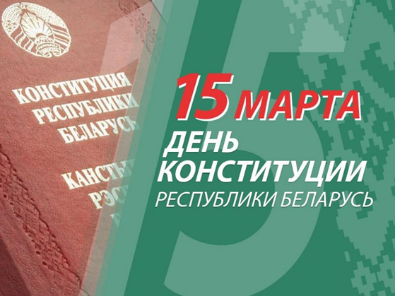 КОНСТИТУЦИЯ
РЕСПУБЛИКИ
БЕЛАРУСЬ
15 МАРТА
ДЕНЬ
КОНСТИТУЦИИ
РЕСПУБЛИКИ БЕЛАРУСЬ